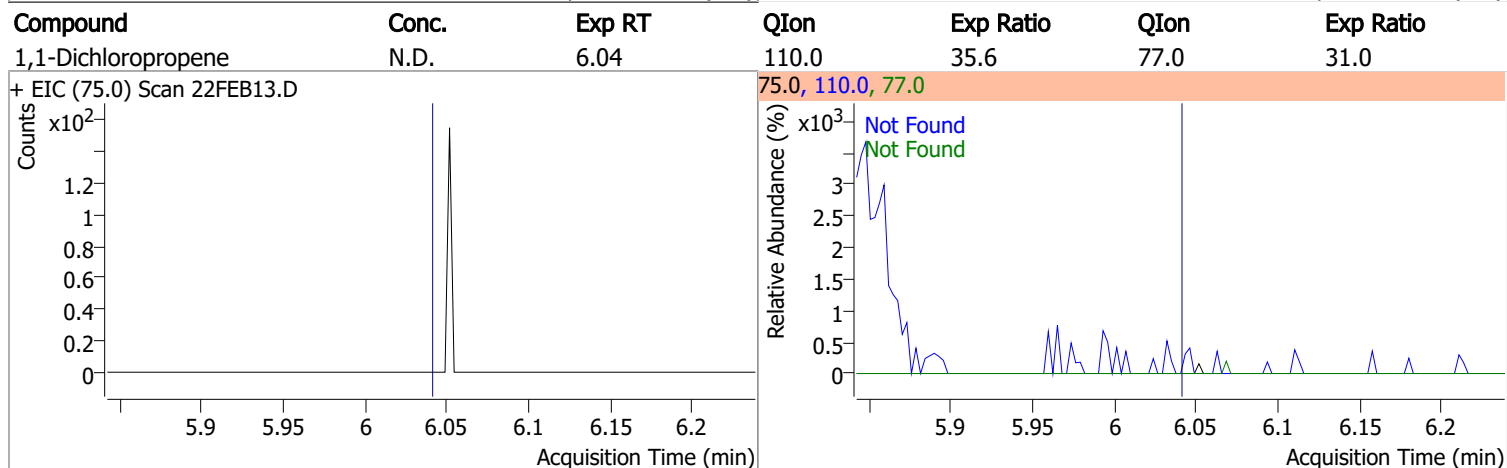 Compound Conc. Exp RT QIon Exp Ratio QIon Exp Ratio
1,1-Dichloropropene N.D. 6.04 110.0 35.6 77.0 31.0
+ EIC (75.0) Scan 22FEB13.D
Counts
x10²
1.2
1
0.8
0.6
0.4
0.2
0
5.9 5.95 6 6.05 6.1 6.15 6.2
Acquisition Time (min)
75.0, 110.0, 77.0
Relative Abundance (%)
x10³
Not Found
Not Found
3
2.5
2
1.5
1
0.5
0
5.9 5.95 6 6.05 6.1 6.15 6.2
Acquisition Time (min)